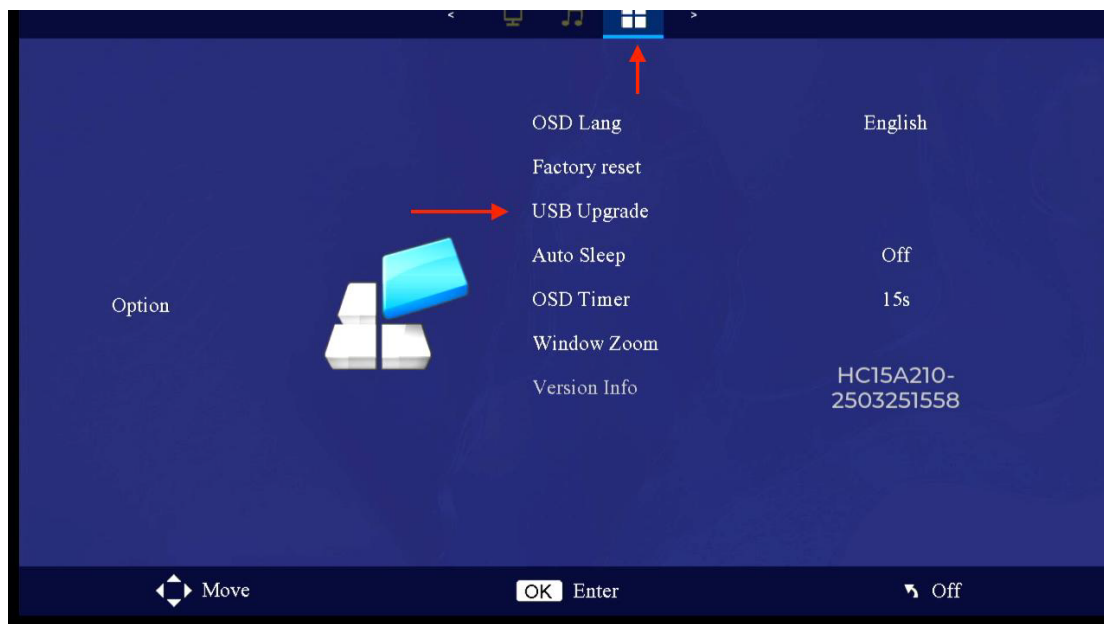 < >
OSD Lang English
Factory reset
USB Upgrade
Auto Sleep Off
Option
OSD Timer 15s
Window Zoom
Version Info HC15A210-
2503251558
Move OK Enter Off